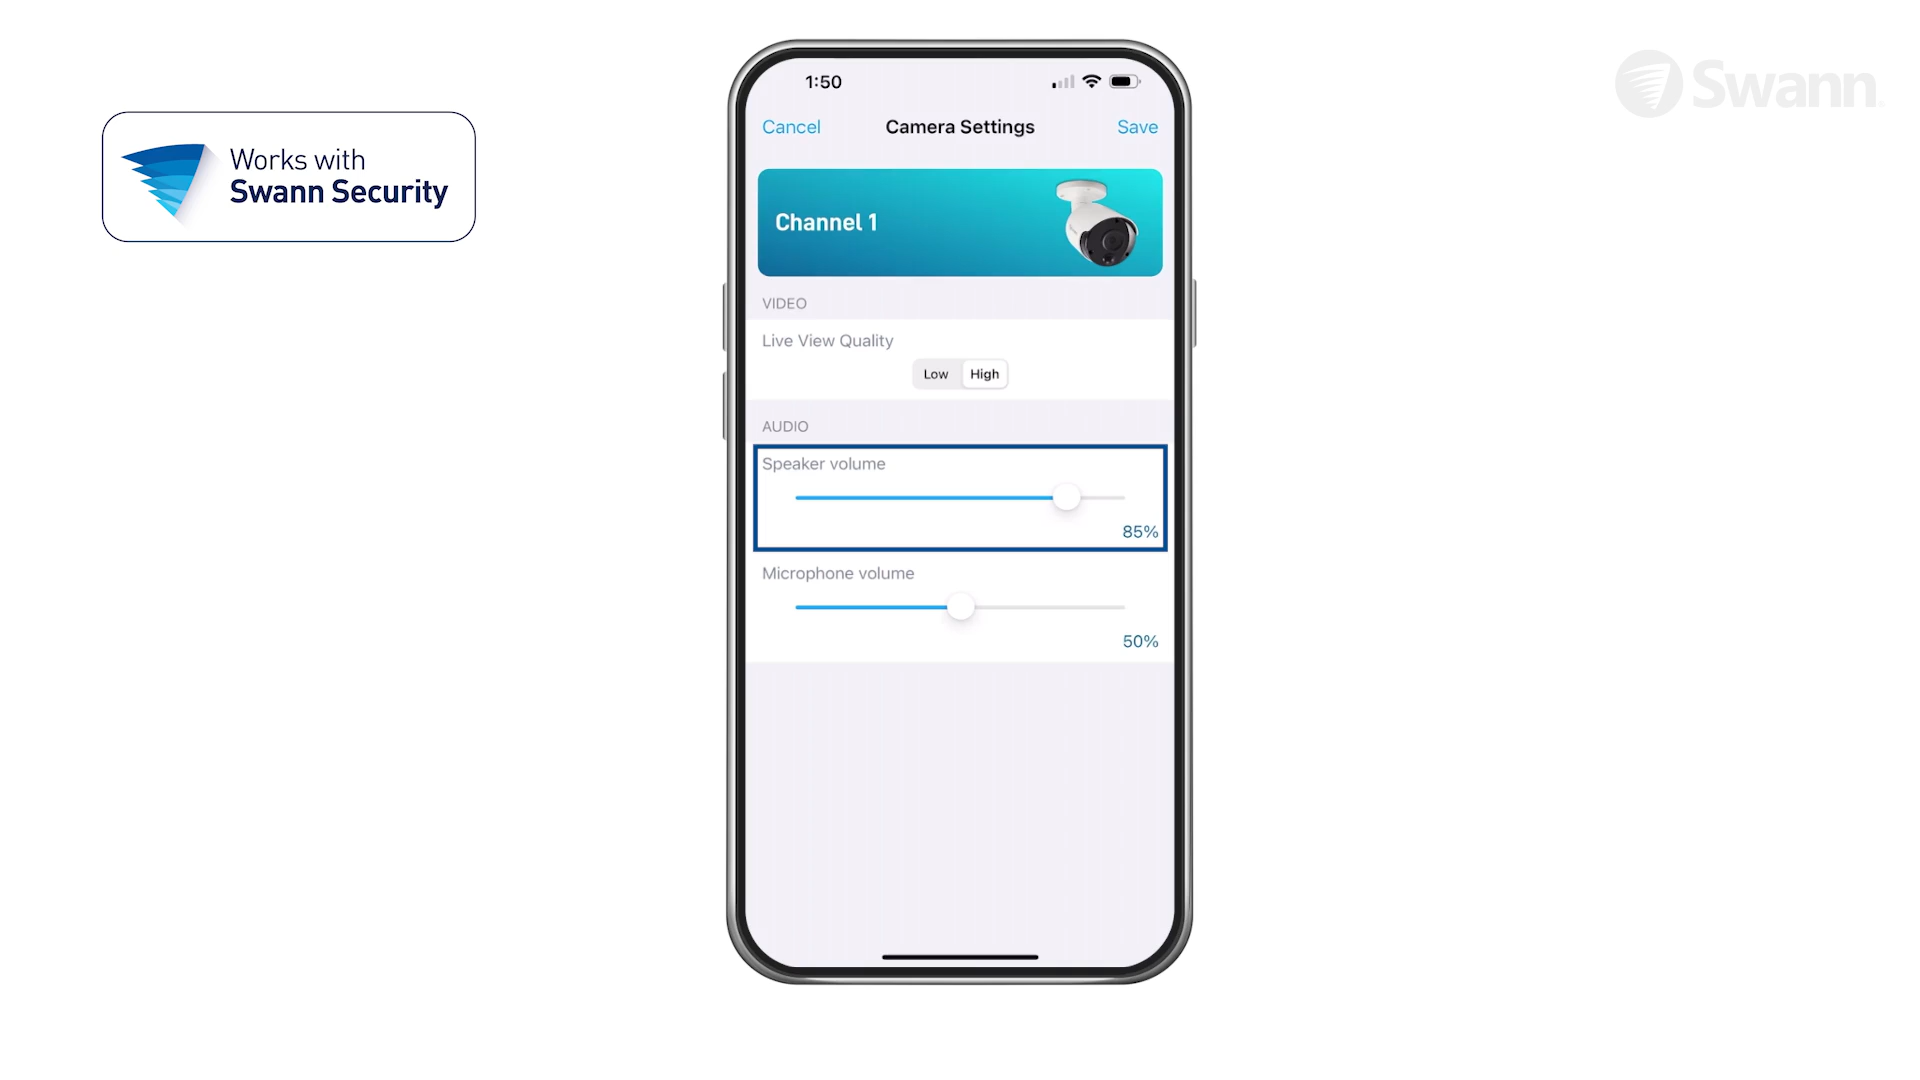 Works with
Swann Security
Swann
1:50
Cancel
Camera Settings
Save
Channel 1
VIDEO
Live View Quality
Low
High
AUDIO
Speaker volume
85%
Microphone volume
50%